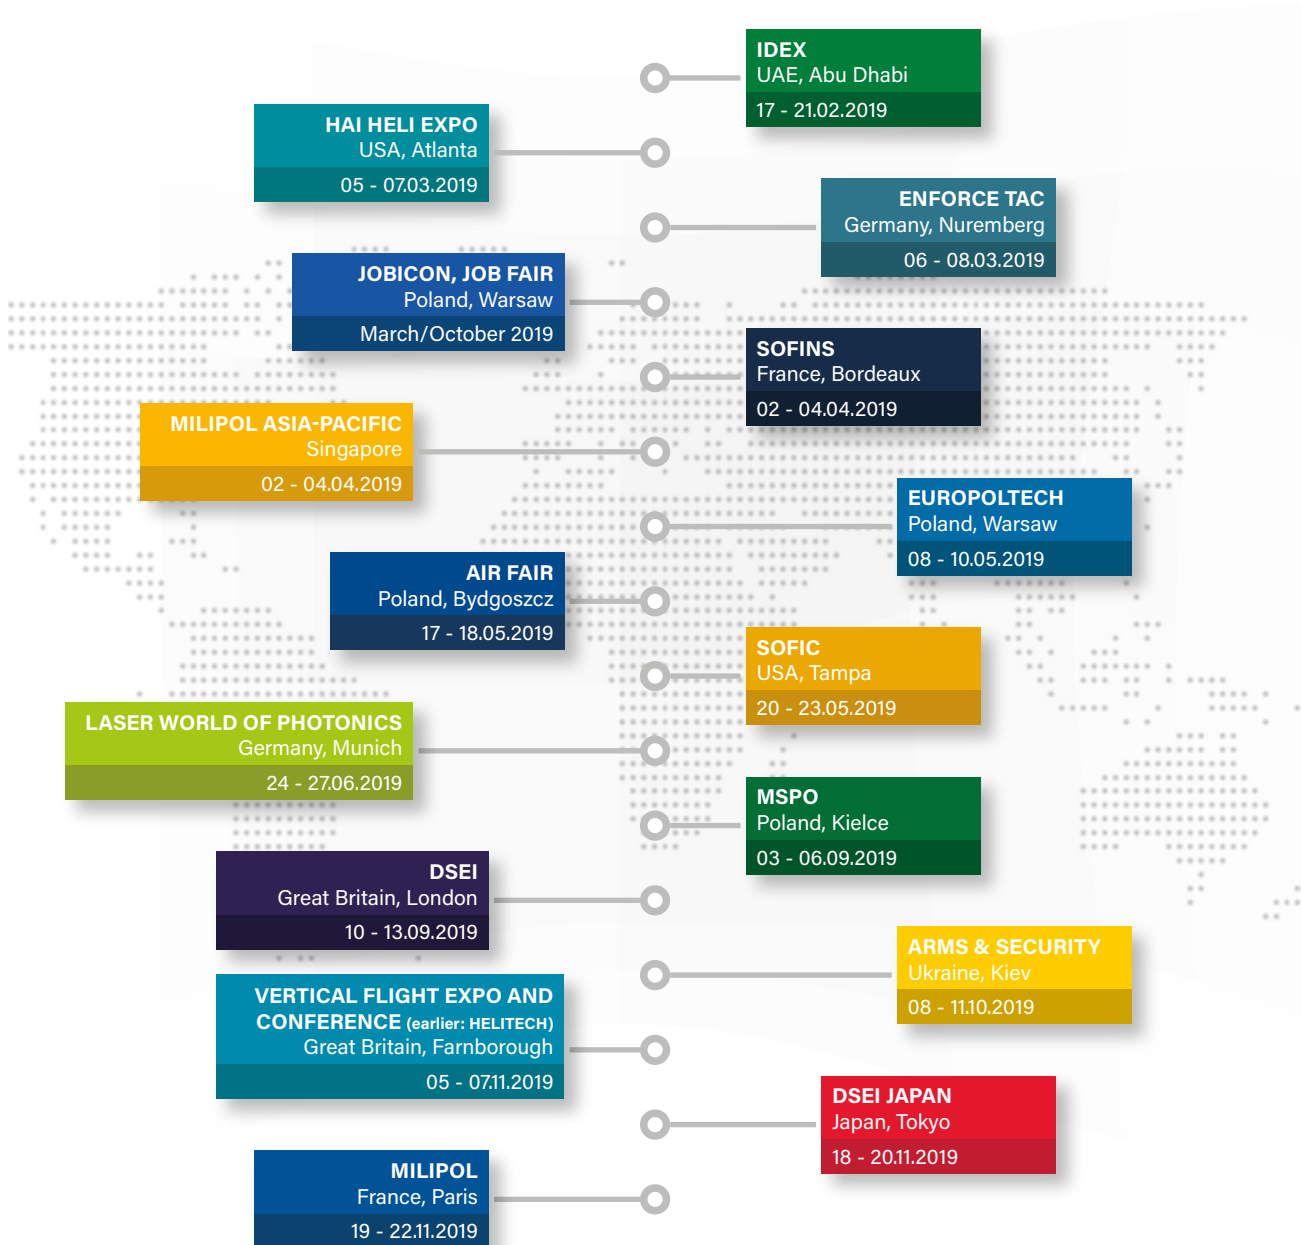 IDEX
UAE, Abu Dhabi
17 - 21.02.2019
HAI HELI EXPO
USA, Atlanta
05 - 07.03.2019
ENFORCE TAC
Germany, Nuremberg
06 - 08.03.2019
JOBICON, JOB FAIR
Poland, Warsaw
March/October 2019
SOFINS
France, Bordeaux
02 - 04.04.2019
MILIPOL ASIA-PACIFIC
Singapore
02 - 04.04.2019
EUROPOLTECH
Poland, Warsaw
08 - 10.05.2019
AIR FAIR
Poland, Bydgoszcz
17 - 18.05.2019
SOFIC
USA, Tampa
20 - 23.05.2019
LASER WORLD OF PHOTONICS
Germany, Munich
24 - 27.06.2019
MSPO
Poland, Kielce
03 - 06.09.2019
DSEI
Great Britain, London
10 - 13.09.2019
ARMS & SECURITY
Ukraine, Kiev
08 - 11.10.2019
VERTICAL FLIGHT EXPO AND
CONFERENCE (earlier: HELITECH)
Great Britain, Farnborough
05 - 07.11.2019
DSEI JAPAN
Japan, Tokyo
18 - 20.11.2019
MILIPOL
France, Paris
19 - 22.11.2019